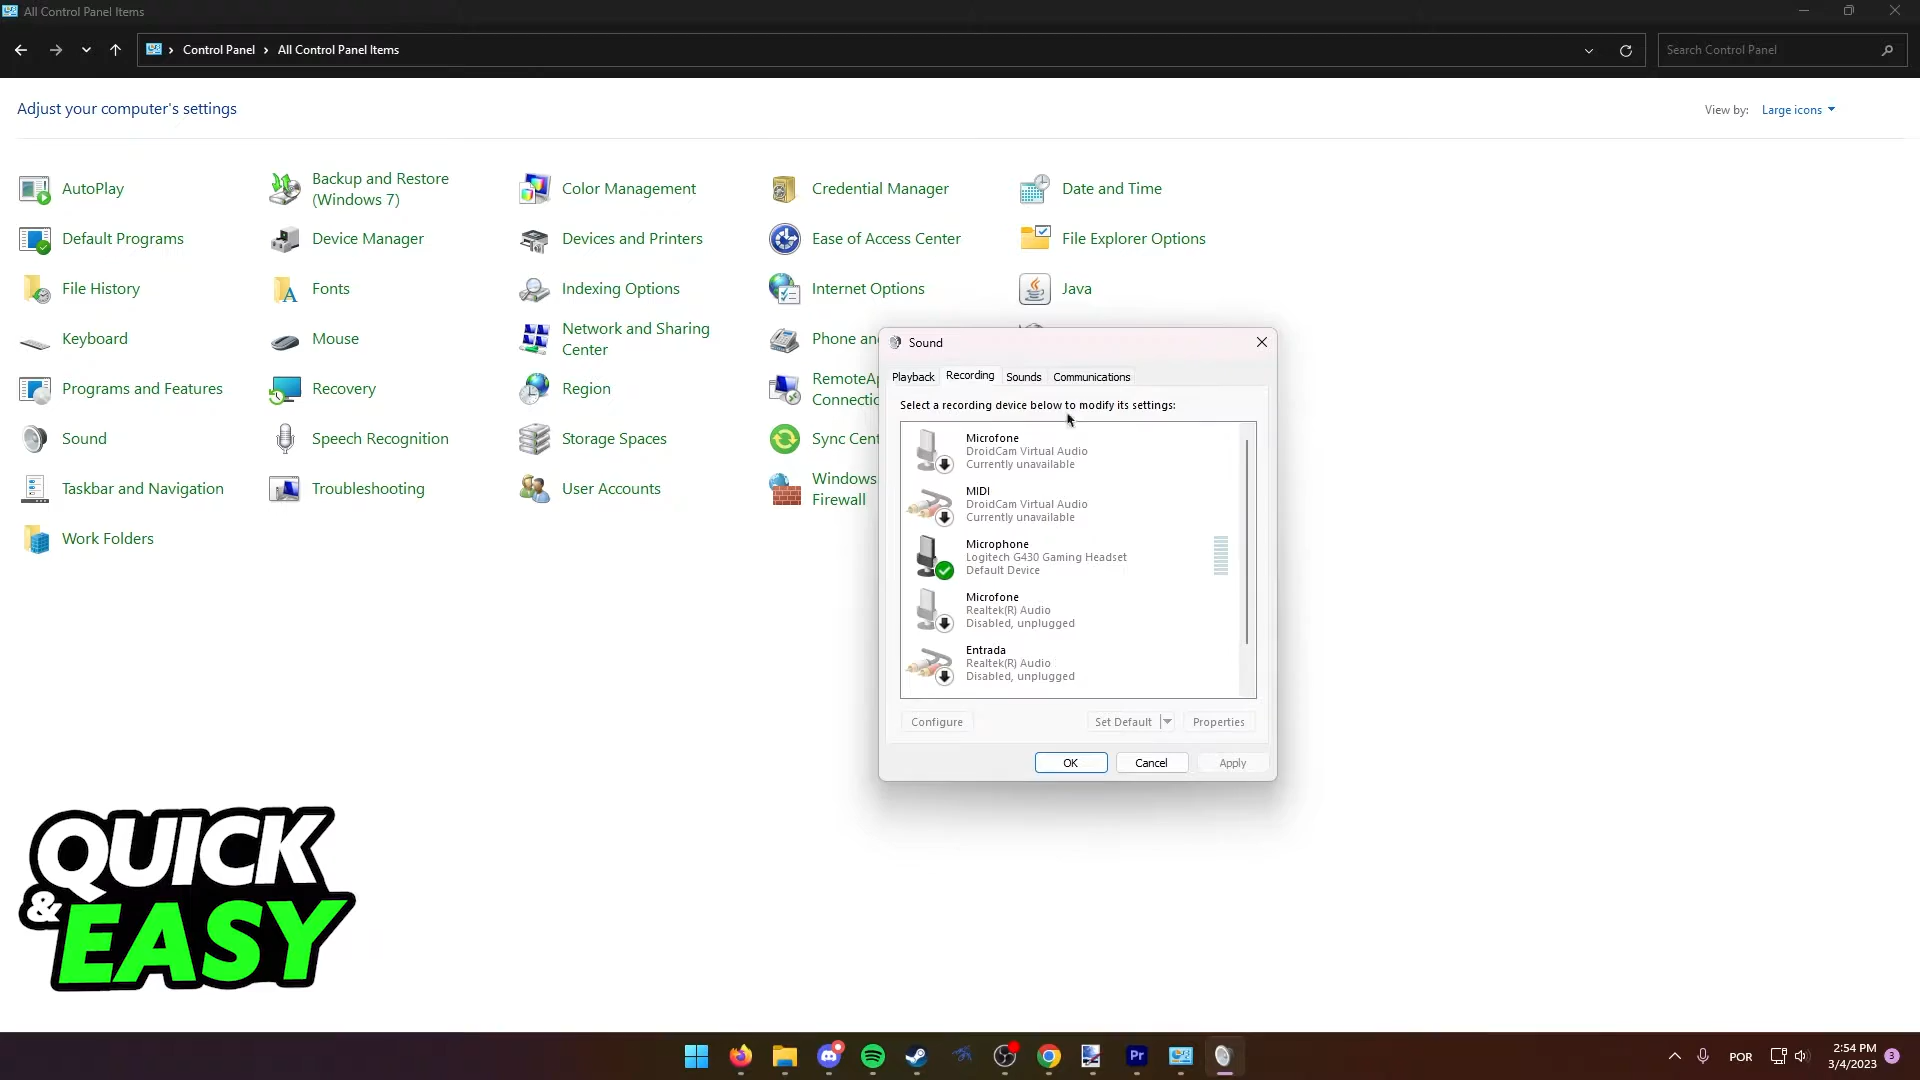 All Control Panel Items
Control Panel › All Control Panel Items
Search Control Panel
Adjust your computer's settings
View by: Large icons
AutoPlay
Backup and Restore
(Windows 7)
Color Management
Credential Manager
Date and Time
Default Programs
Device Manager
Devices and Printers
Ease of Access Center
File Explorer Options
File History
Fonts
Indexing Options
Internet Options
Java
Keyboard
Mouse
Network and Sharing
Center
Phone an
Programs and Features
Recovery
Region
RemoteAp
Connectio
Sound
Speech Recognition
Storage Spaces
Sync Cent
Taskbar and Navigation
Troubleshooting
User Accounts
Windows
Firewall
Work Folders
Sound
Playback Recording Sounds Communications
Select a recording device below to modify its settings:
Microfone
DroidCam Virtual Audio
Currently unavailable
MIDI
DroidCam Virtual Audio
Currently unavailable
Microphone
Logitech G430 Gaming Headset
Default Device
Microfone
Realtek(R) Audio
Disabled, unplugged
Entrada
Realtek(R) Audio
Disabled, unplugged
Configure Set Default Properties
OK Cancel Apply
QUICK
& EASY
Pr
POR
2:54 PM
3/4/2023
3